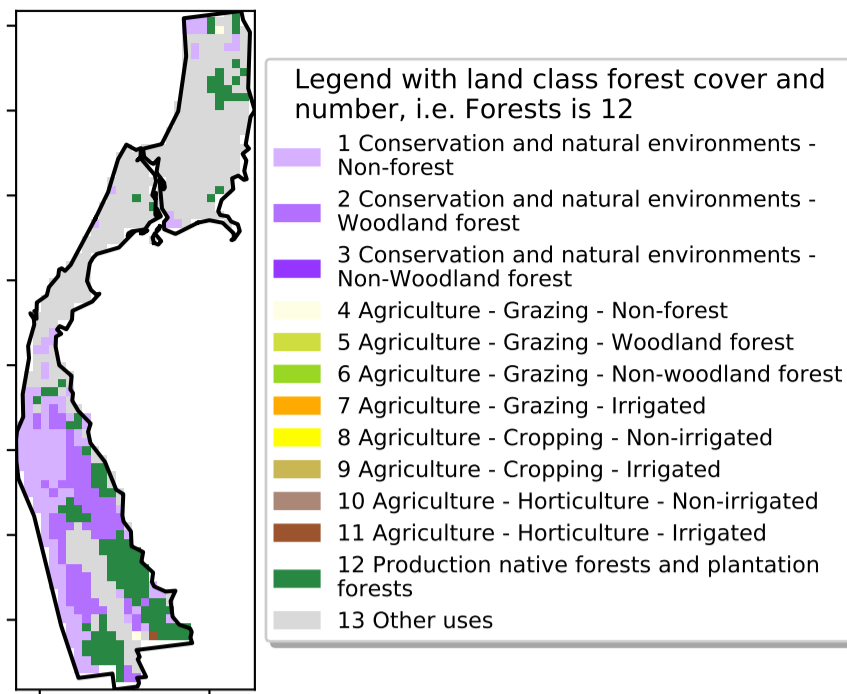 Legend with land class forest cover and
number, i.e. Forests is 12
1 Conservation and natural environments -
Non-forest
2 Conservation and natural environments -
Woodland forest
3 Conservation and natural environments -
Non-Woodland forest
4 Agriculture - Grazing - Non-forest
5 Agriculture - Grazing - Woodland forest
6 Agriculture - Grazing - Non-woodland forest
7 Agriculture - Grazing - Irrigated
8 Agriculture - Cropping - Non-irrigated
9 Agriculture - Cropping - Irrigated
10 Agriculture - Horticulture - Non-irrigated
11 Agriculture - Horticulture - Irrigated
12 Production native forests and plantation
forests
13 Other uses